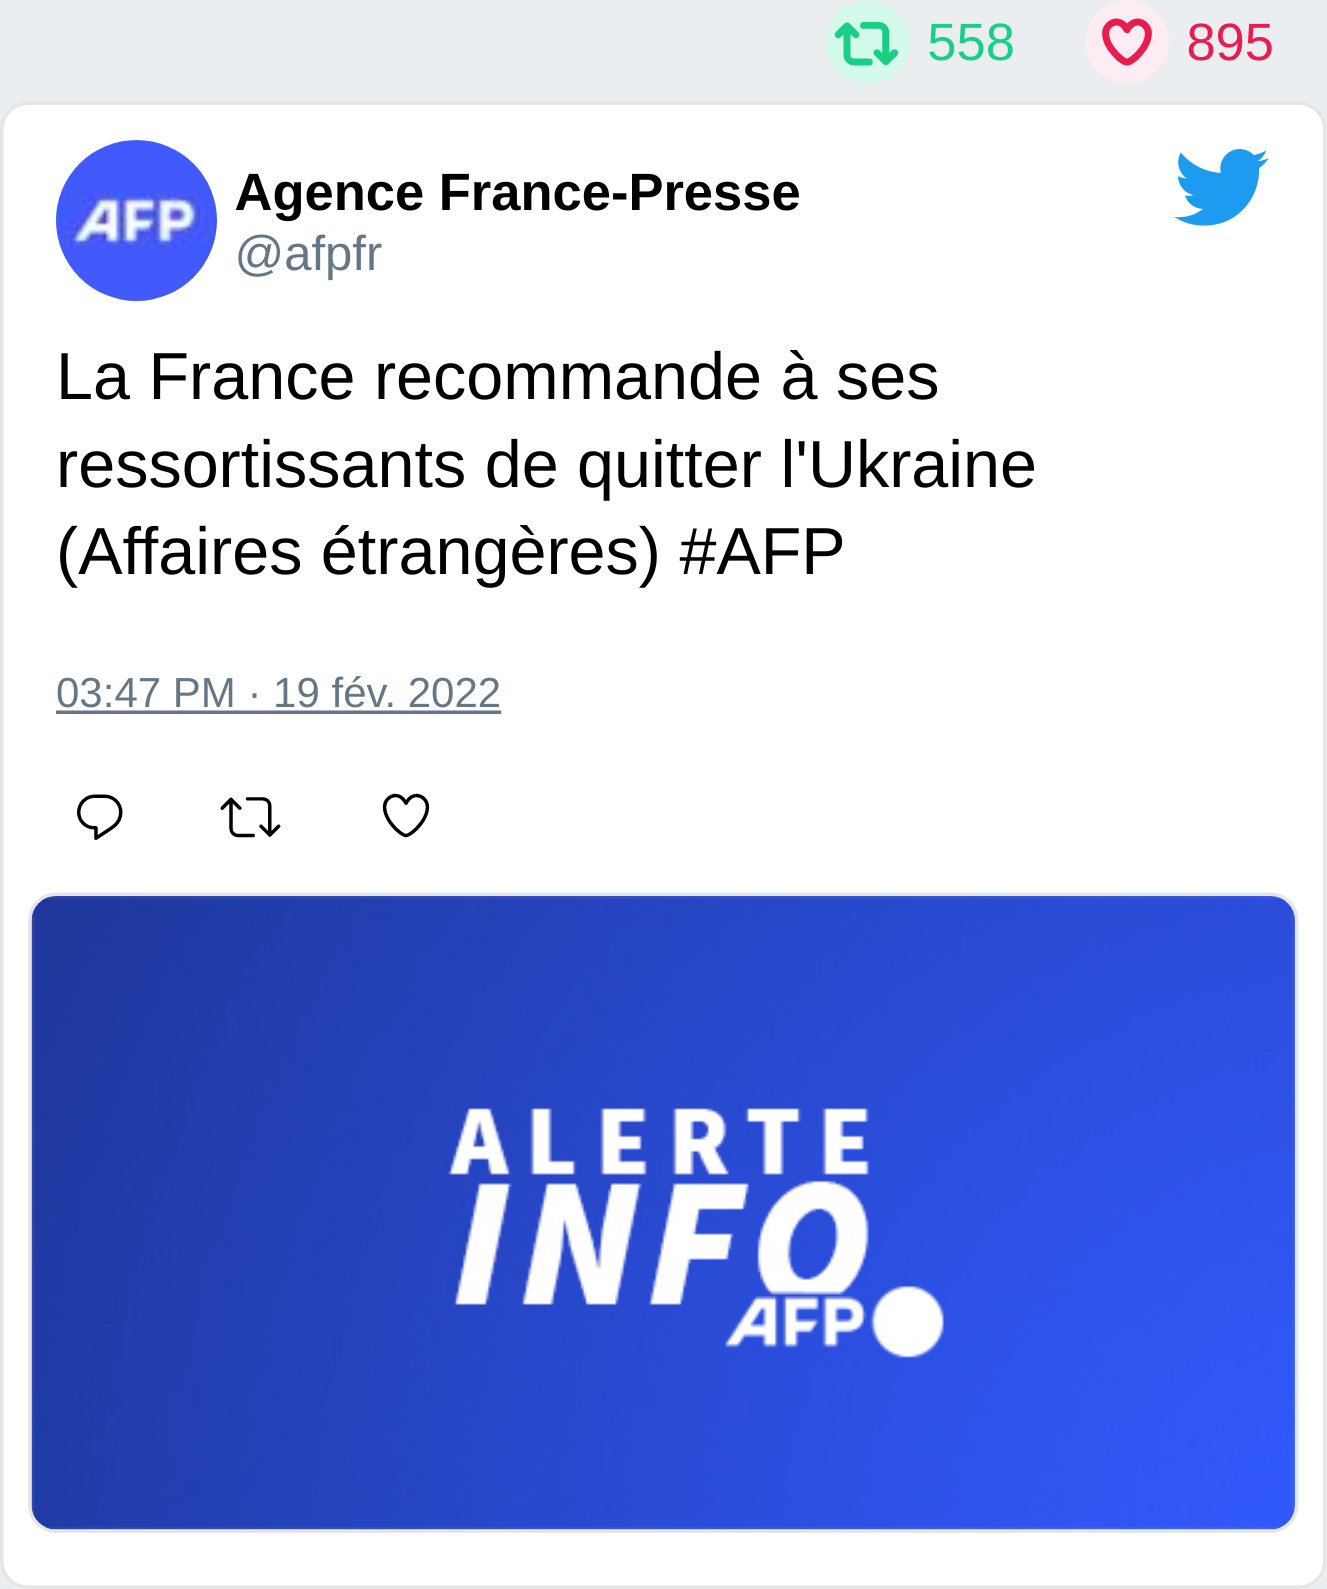 558 895
AFP
Agence France-Presse
@afpfr
La France recommande à ses
ressortissants de quitter l'Ukraine
(Affaires étrangères) #AFP
03:47 PM · 19 fév. 2022
ALERTE
INFO
AFP